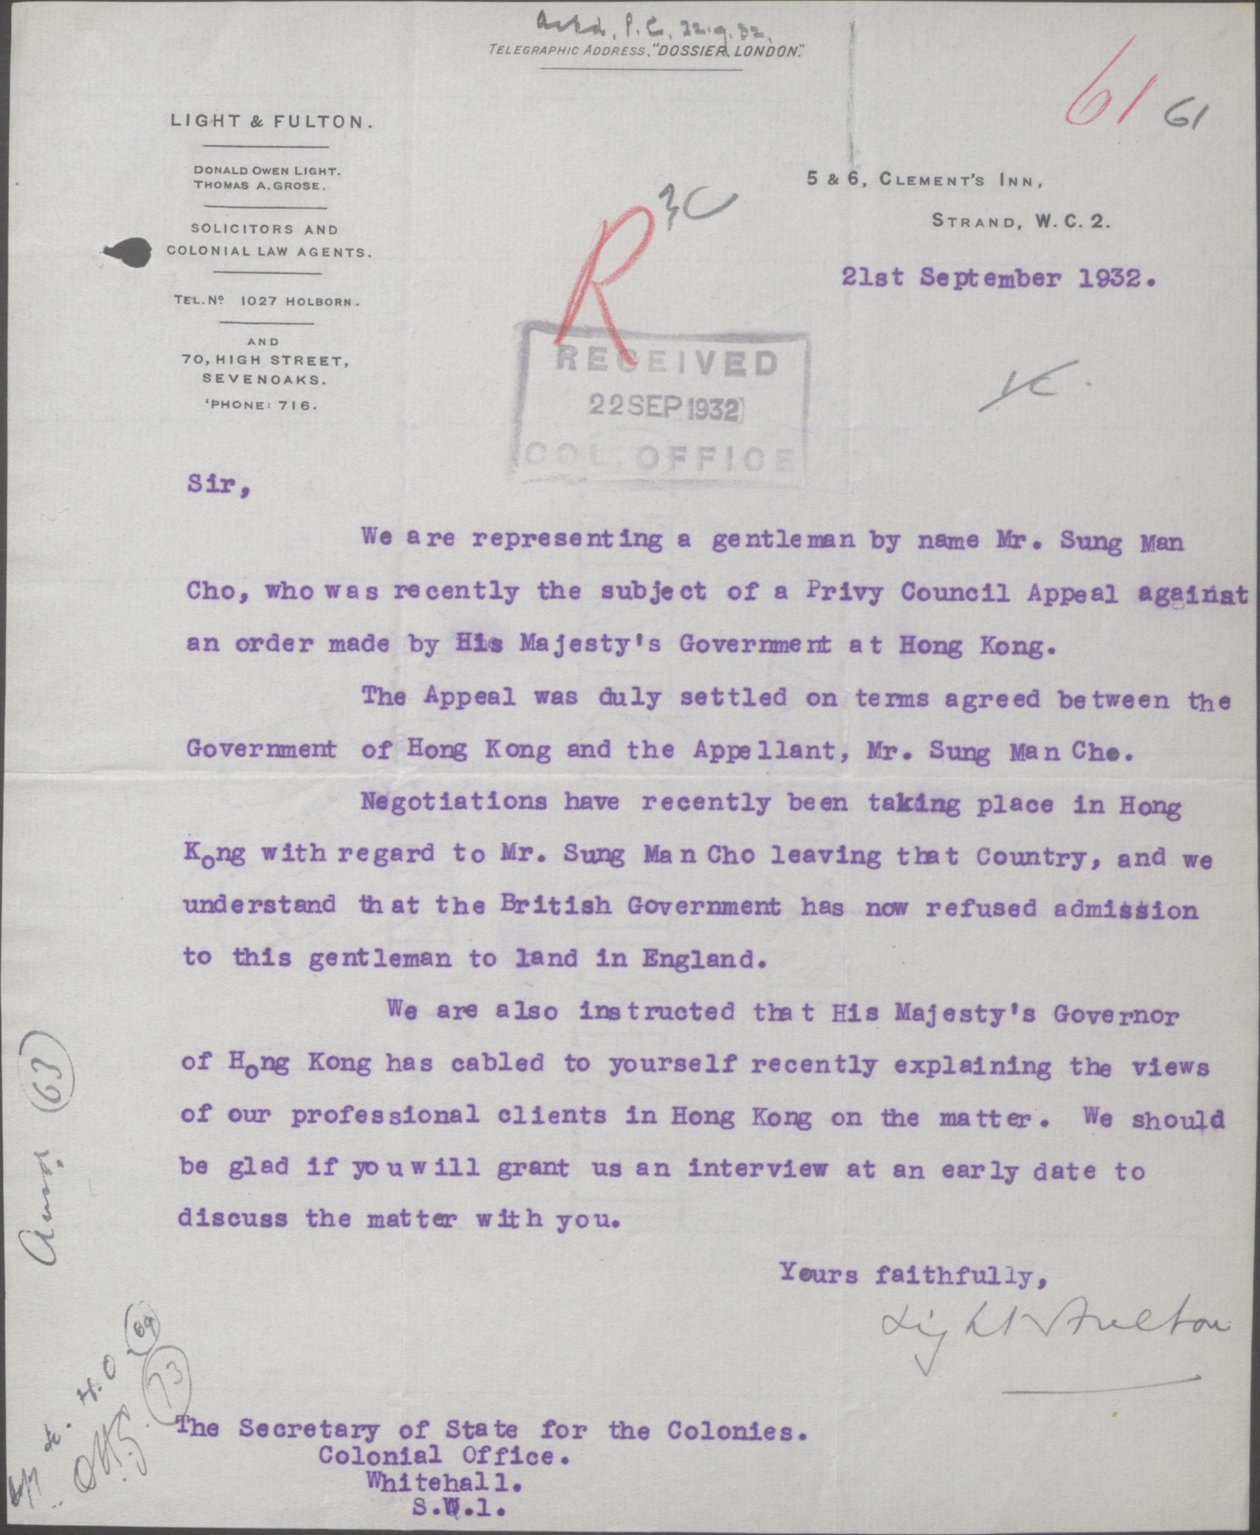 P.C. 22.9.32.
TELEGRAPHIC ADDRESS, "DOSSIER, LONDON."
61 61
LIGHT & FULTON.
DONALD OWEN LIGHT.
THOMAS A. GROSE.
SOLICITORS AND
COLONIAL LAW AGENTS.
TEL. Nº 1027 HOLBORN.
AND
70, HIGH STREET,
SEVENOAKS.
'PHONE: 716.
5 & 6, CLEMENT'S INN,
STRAND, W.C.2.
21st September 1932.
R
RECEIVED
22 SEP 1932
COL. OFFICE
Sir,
We are representing a gentleman by name Mr. Sung Man
Cho, who was recently the subject of a Privy Council Appeal against
an order made by His Majesty's Government at Hong Kong.
The Appeal was duly settled on terms agreed between the
Government of Hong Kong and the Appellant, Mr. Sung Man Cho.
Negotiations have recently been taking place in Hong
Kong with regard to Mr. Sung Man Cho leaving that Country, and we
understand that the British Government has now refused admission
to this gentleman to land in England.
We are also instructed that His Majesty's Governor
of Hong Kong has cabled to yourself recently explaining the views
of our professional clients in Hong Kong on the matter. We should
be glad if you will grant us an interview at an early date to
discuss the matter with you.
Yours faithfully,
Light & Fulton
The Secretary of State for the Colonies.
Colonial Office.
Whitehall.
S.W.1.
63
H.O. 69
73